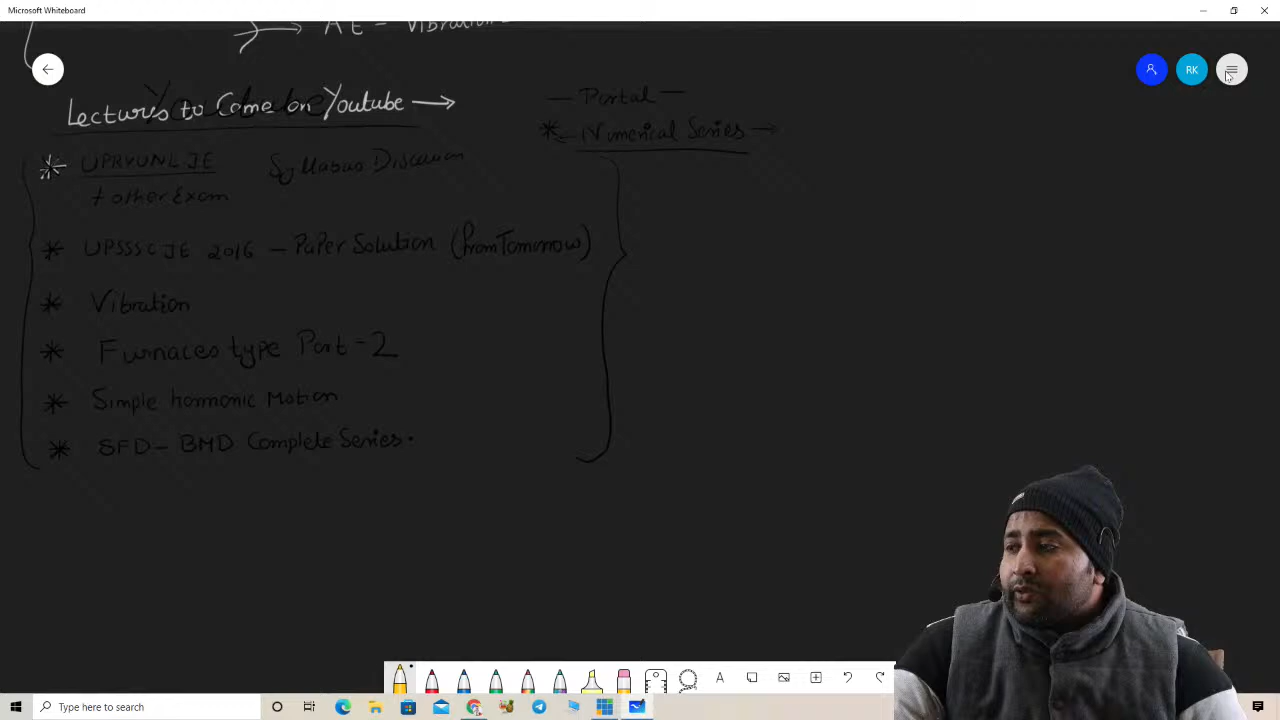 Microsoft Whiteboard
AE - Vibration
RK
Lectures to Come on Youtube
- Portal -
* Numerical Series
* UPRVUNL JE Syllabus Discussion
+ other Exam
* UPSSSC JE 2016 - Paper Solution (from Tomorrow)
* Vibration
* Furnaces type Part - 2
* Simple harmonic Motion
* SFD - BMD Complete Series.
A
Type here to search